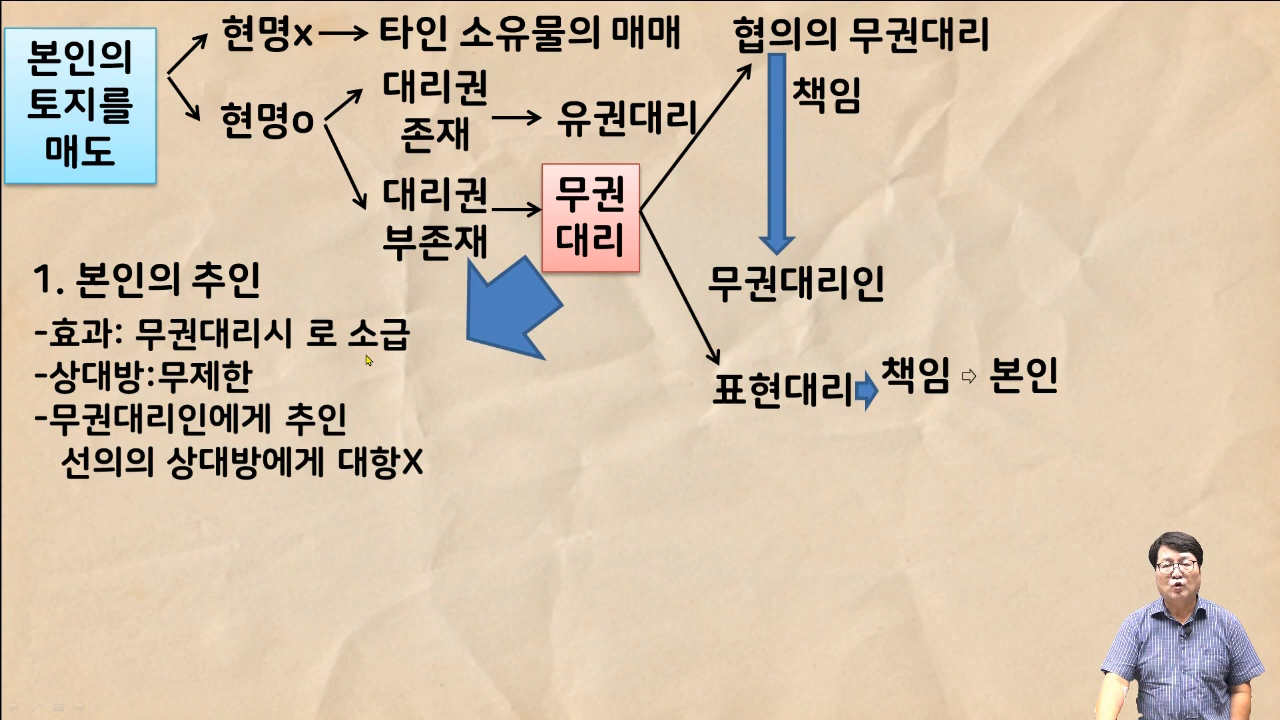 본인의
토지를
매도
현명x
타인 소유물의 매매
현명o
대리권
존재
유권대리
대리권
부존재
무권
대리
협의의 무권대리
책임
무권대리인
표현대리
책임 ⇨ 본인
1. 본인의 추인
-효과: 무권대리시 로 소급
-상대방:무제한
-무권대리인에게 추인
선의의 상대방에게 대항X